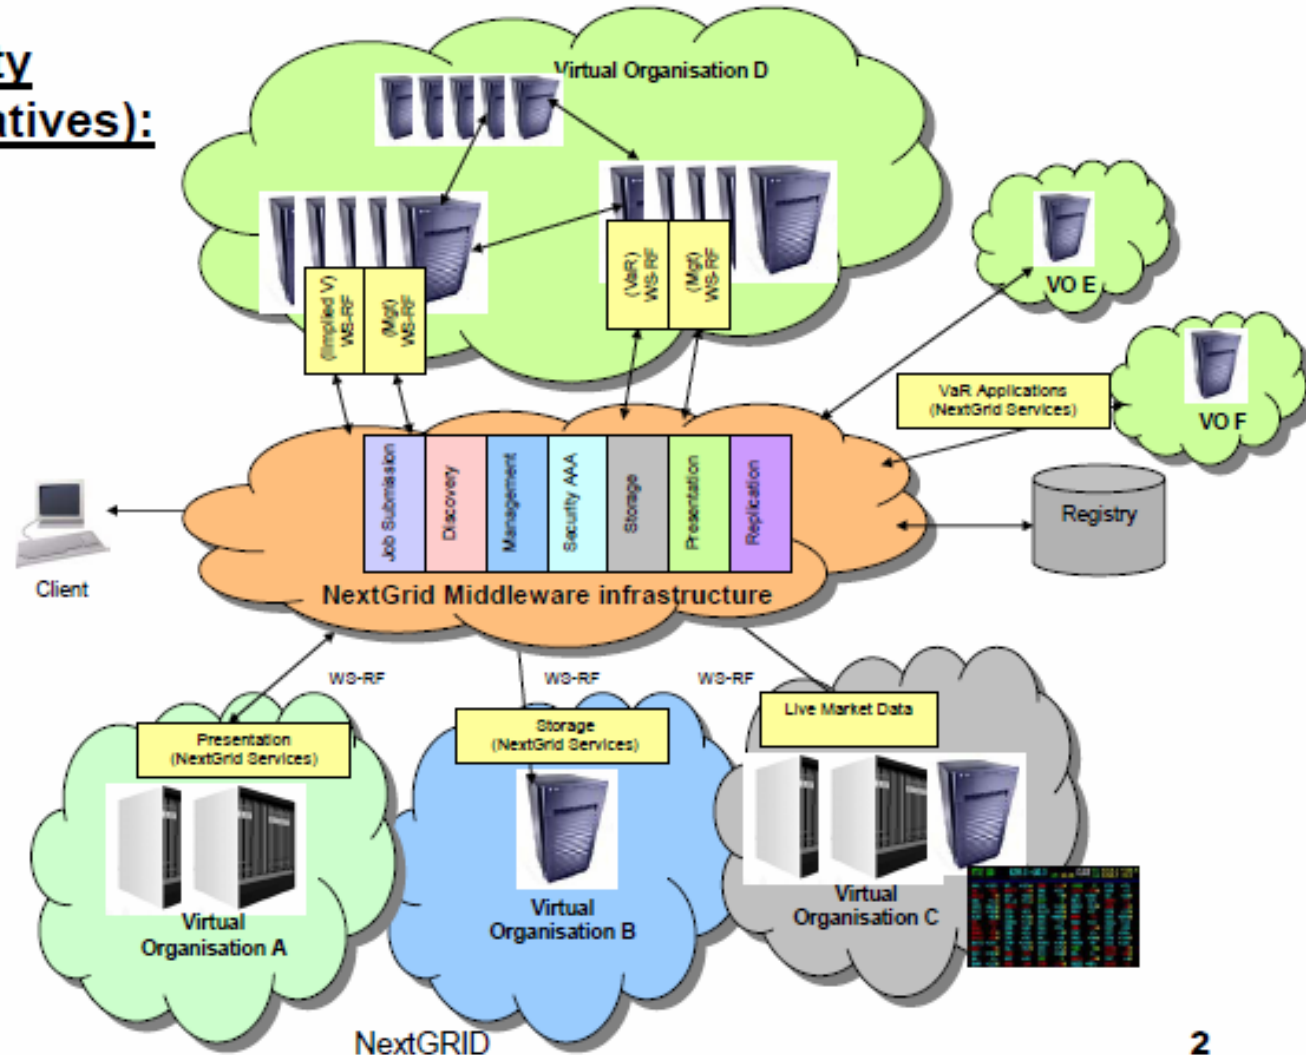 ty
atives):
Virtual Organisation D
(Implied V)
WS-RF
(Mgt)
WS-RF
(VaR)
WS-RF
(Mgt)
WS-RF
VO E
VaR Applications
(NextGrid Services)
VO F
Job Submission
Discovery
Management
Security AAA
Storage
Presentation
Replication
Registry
Client
NextGrid Middleware infrastructure
WS-RF
WS-RF
WS-RF
Presentation
(NextGrid Services)
Storage
(NextGrid Services)
Live Market Data
Virtual
Organisation A
Virtual
Organisation B
Virtual
Organisation C
NextGRID
2